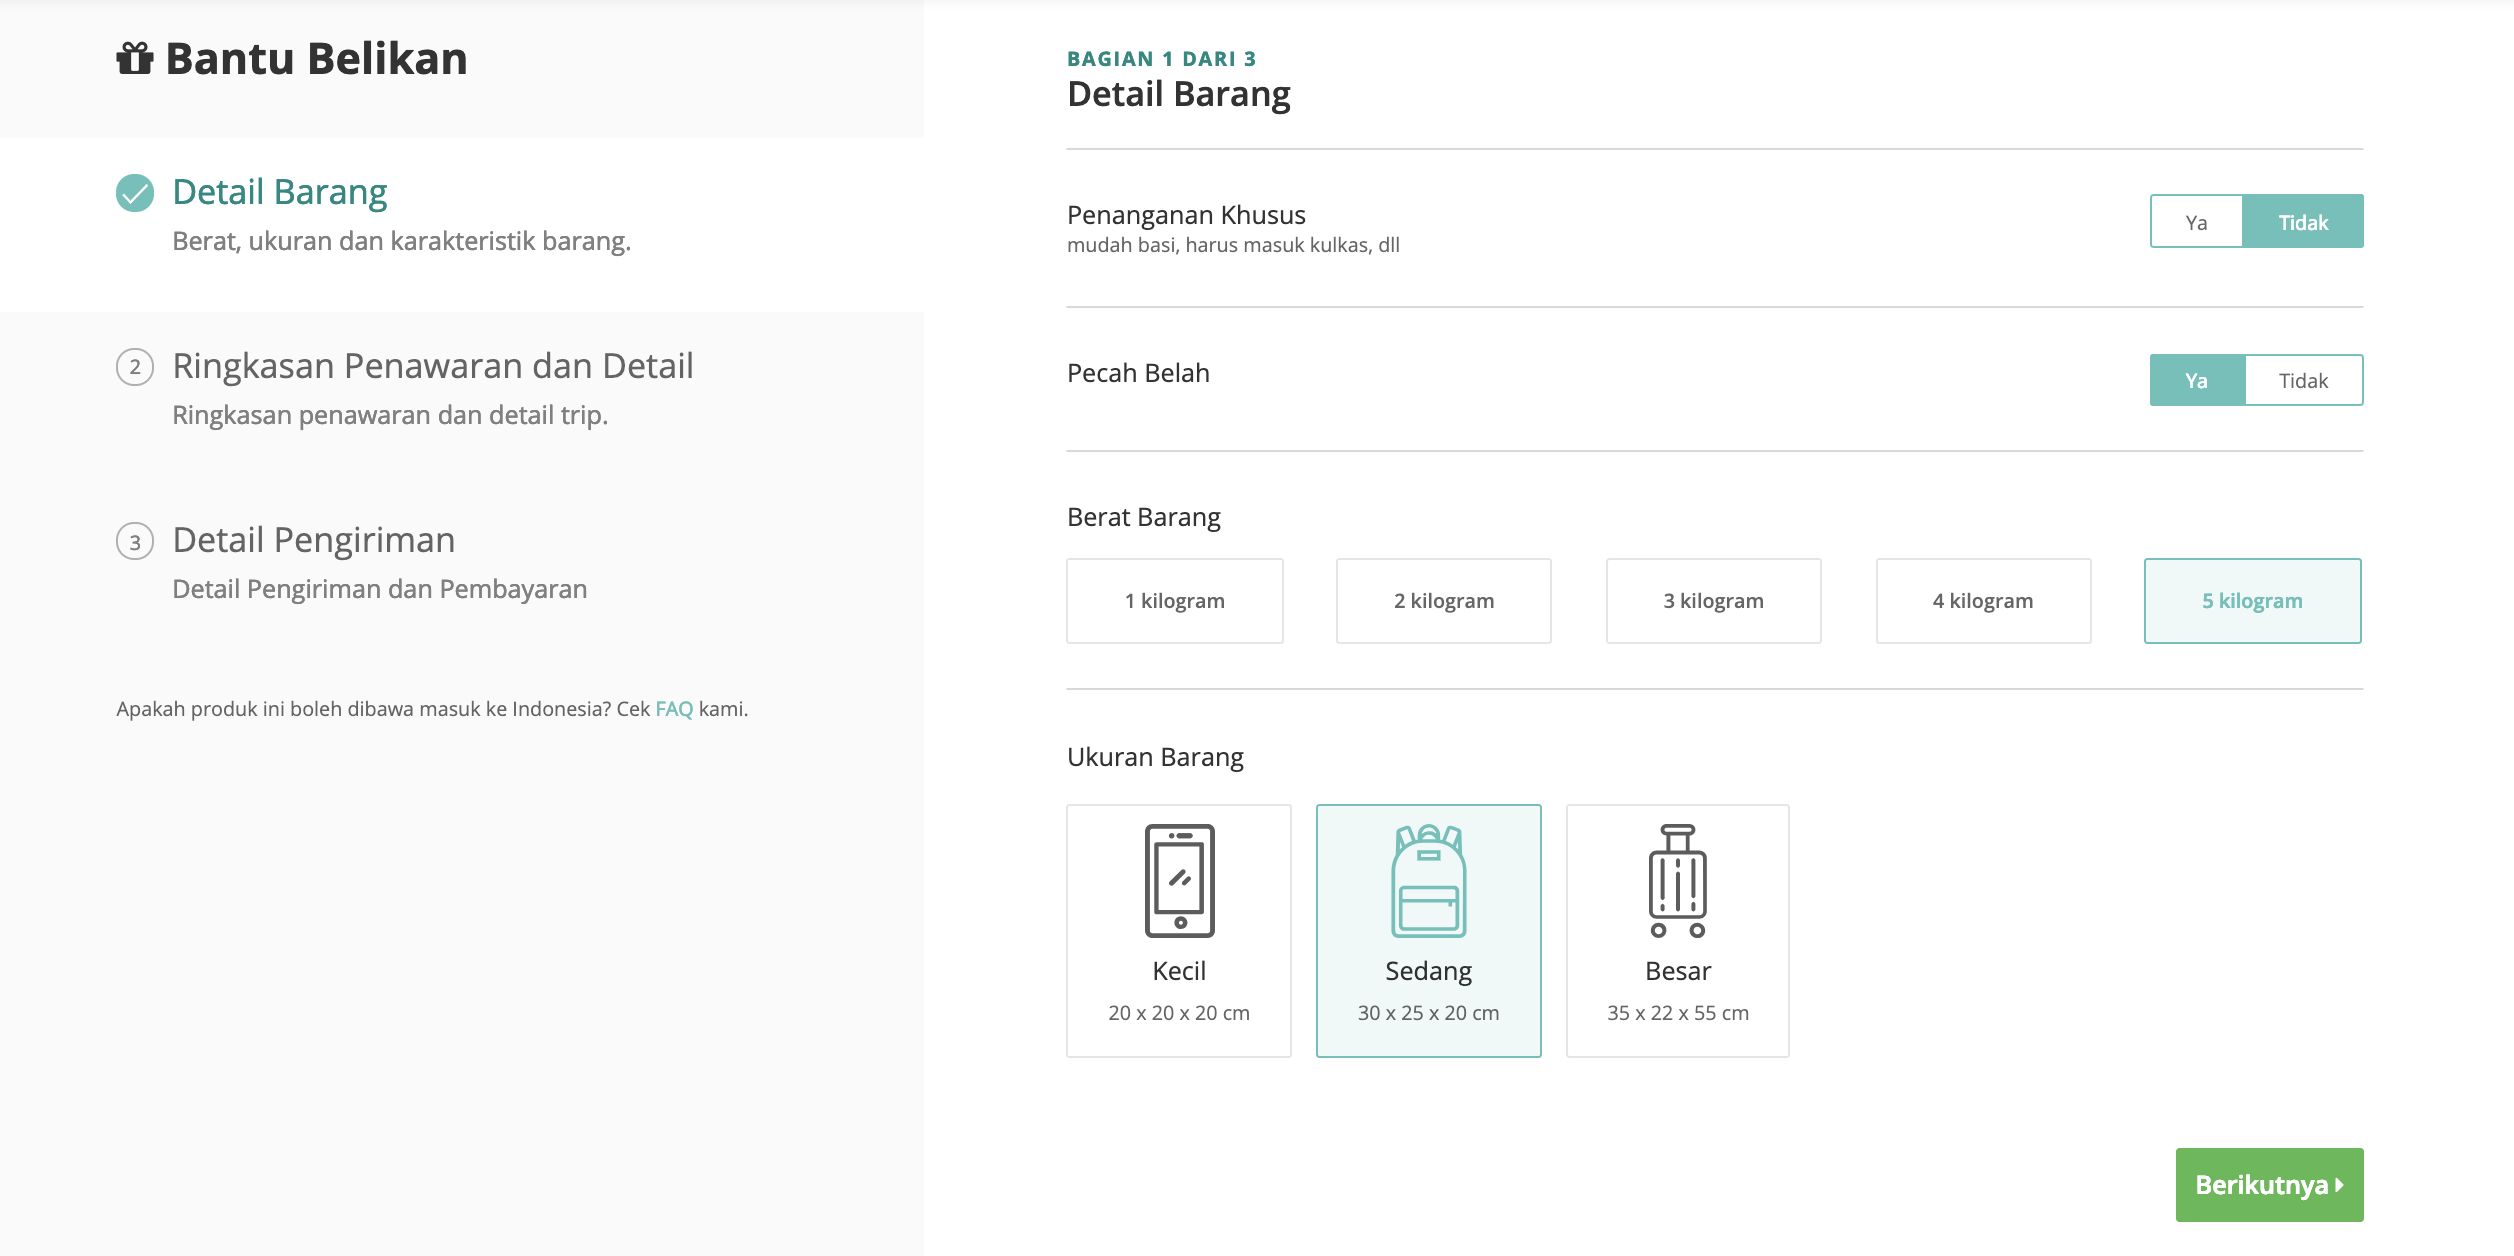 Bantu Belikan
Detail Barang
Berat, ukuran dan karakteristik barang.
2
Ringkasan Penawaran dan Detail
Ringkasan penawaran dan detail trip.
3
Detail Pengiriman
Detail Pengiriman dan Pembayaran
Apakah produk ini boleh dibawa masuk ke Indonesia? Cek FAQ kami.
BAGIAN 1 DARI 3
Detail Barang
Penanganan Khusus
mudah basi, harus masuk kulkas, dll
Ya
Tidak
Pecah Belah
Ya
Tidak
Berat Barang
1 kilogram
2 kilogram
3 kilogram
4 kilogram
5 kilogram
Ukuran Barang
Kecil
20 x 20 x 20 cm
Sedang
30 x 25 x 20 cm
Besar
35 x 22 x 55 cm
Berikutnya